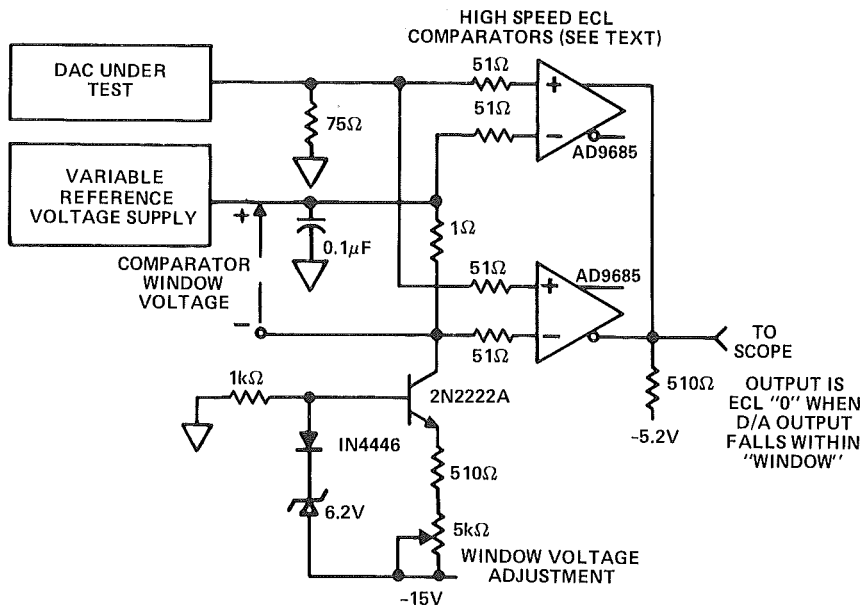 HIGH SPEED ECL
COMPARATORS (SEE TEXT)
DAC UNDER
TEST
51Ω
51Ω
+
−
AD9685
75Ω
VARIABLE
REFERENCE
VOLTAGE SUPPLY
+
0.1μF
1Ω
COMPARATOR
WINDOW
VOLTAGE
−
51Ω
51Ω
+
−
AD9685
TO
SCOPE
510Ω
−5.2V
OUTPUT IS
ECL "0" WHEN
D/A OUTPUT
FALLS WITHIN
"WINDOW"
1kΩ
2N2222A
IN4446
6.2V
510Ω
5kΩ
WINDOW VOLTAGE
ADJUSTMENT
−15V